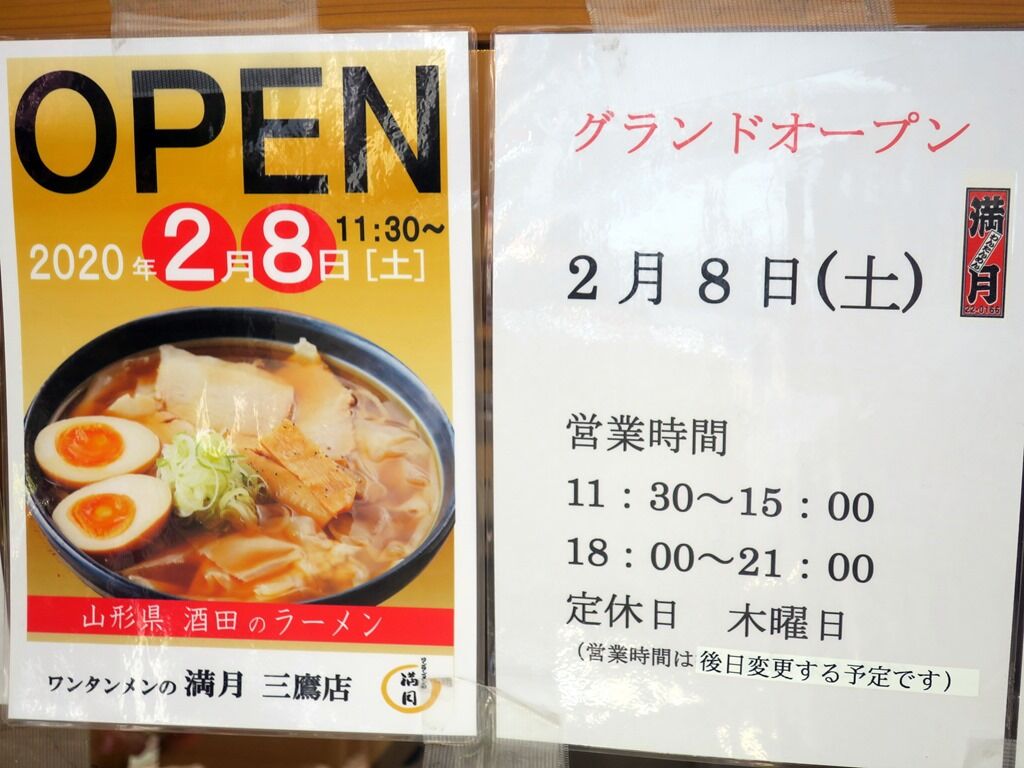 OPEN
2020年2月8日[土]
11:30~
山形県 酒田のラーメン
ワンタンメンの 満月 三鷹店
満月
グランドオープン
2月8日(土)
満月
22-0166
営業時間
11：30～15：00
18：00～21：00
定休日　木曜日
(営業時間は後日変更する予定です)